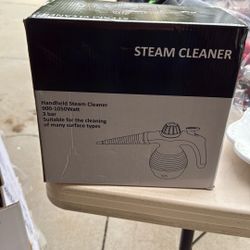 STEAM CLEANER
Handheld Steam Cleaner
900-1050Watt
3 bar
Suitable for the cleaning
of many surface types